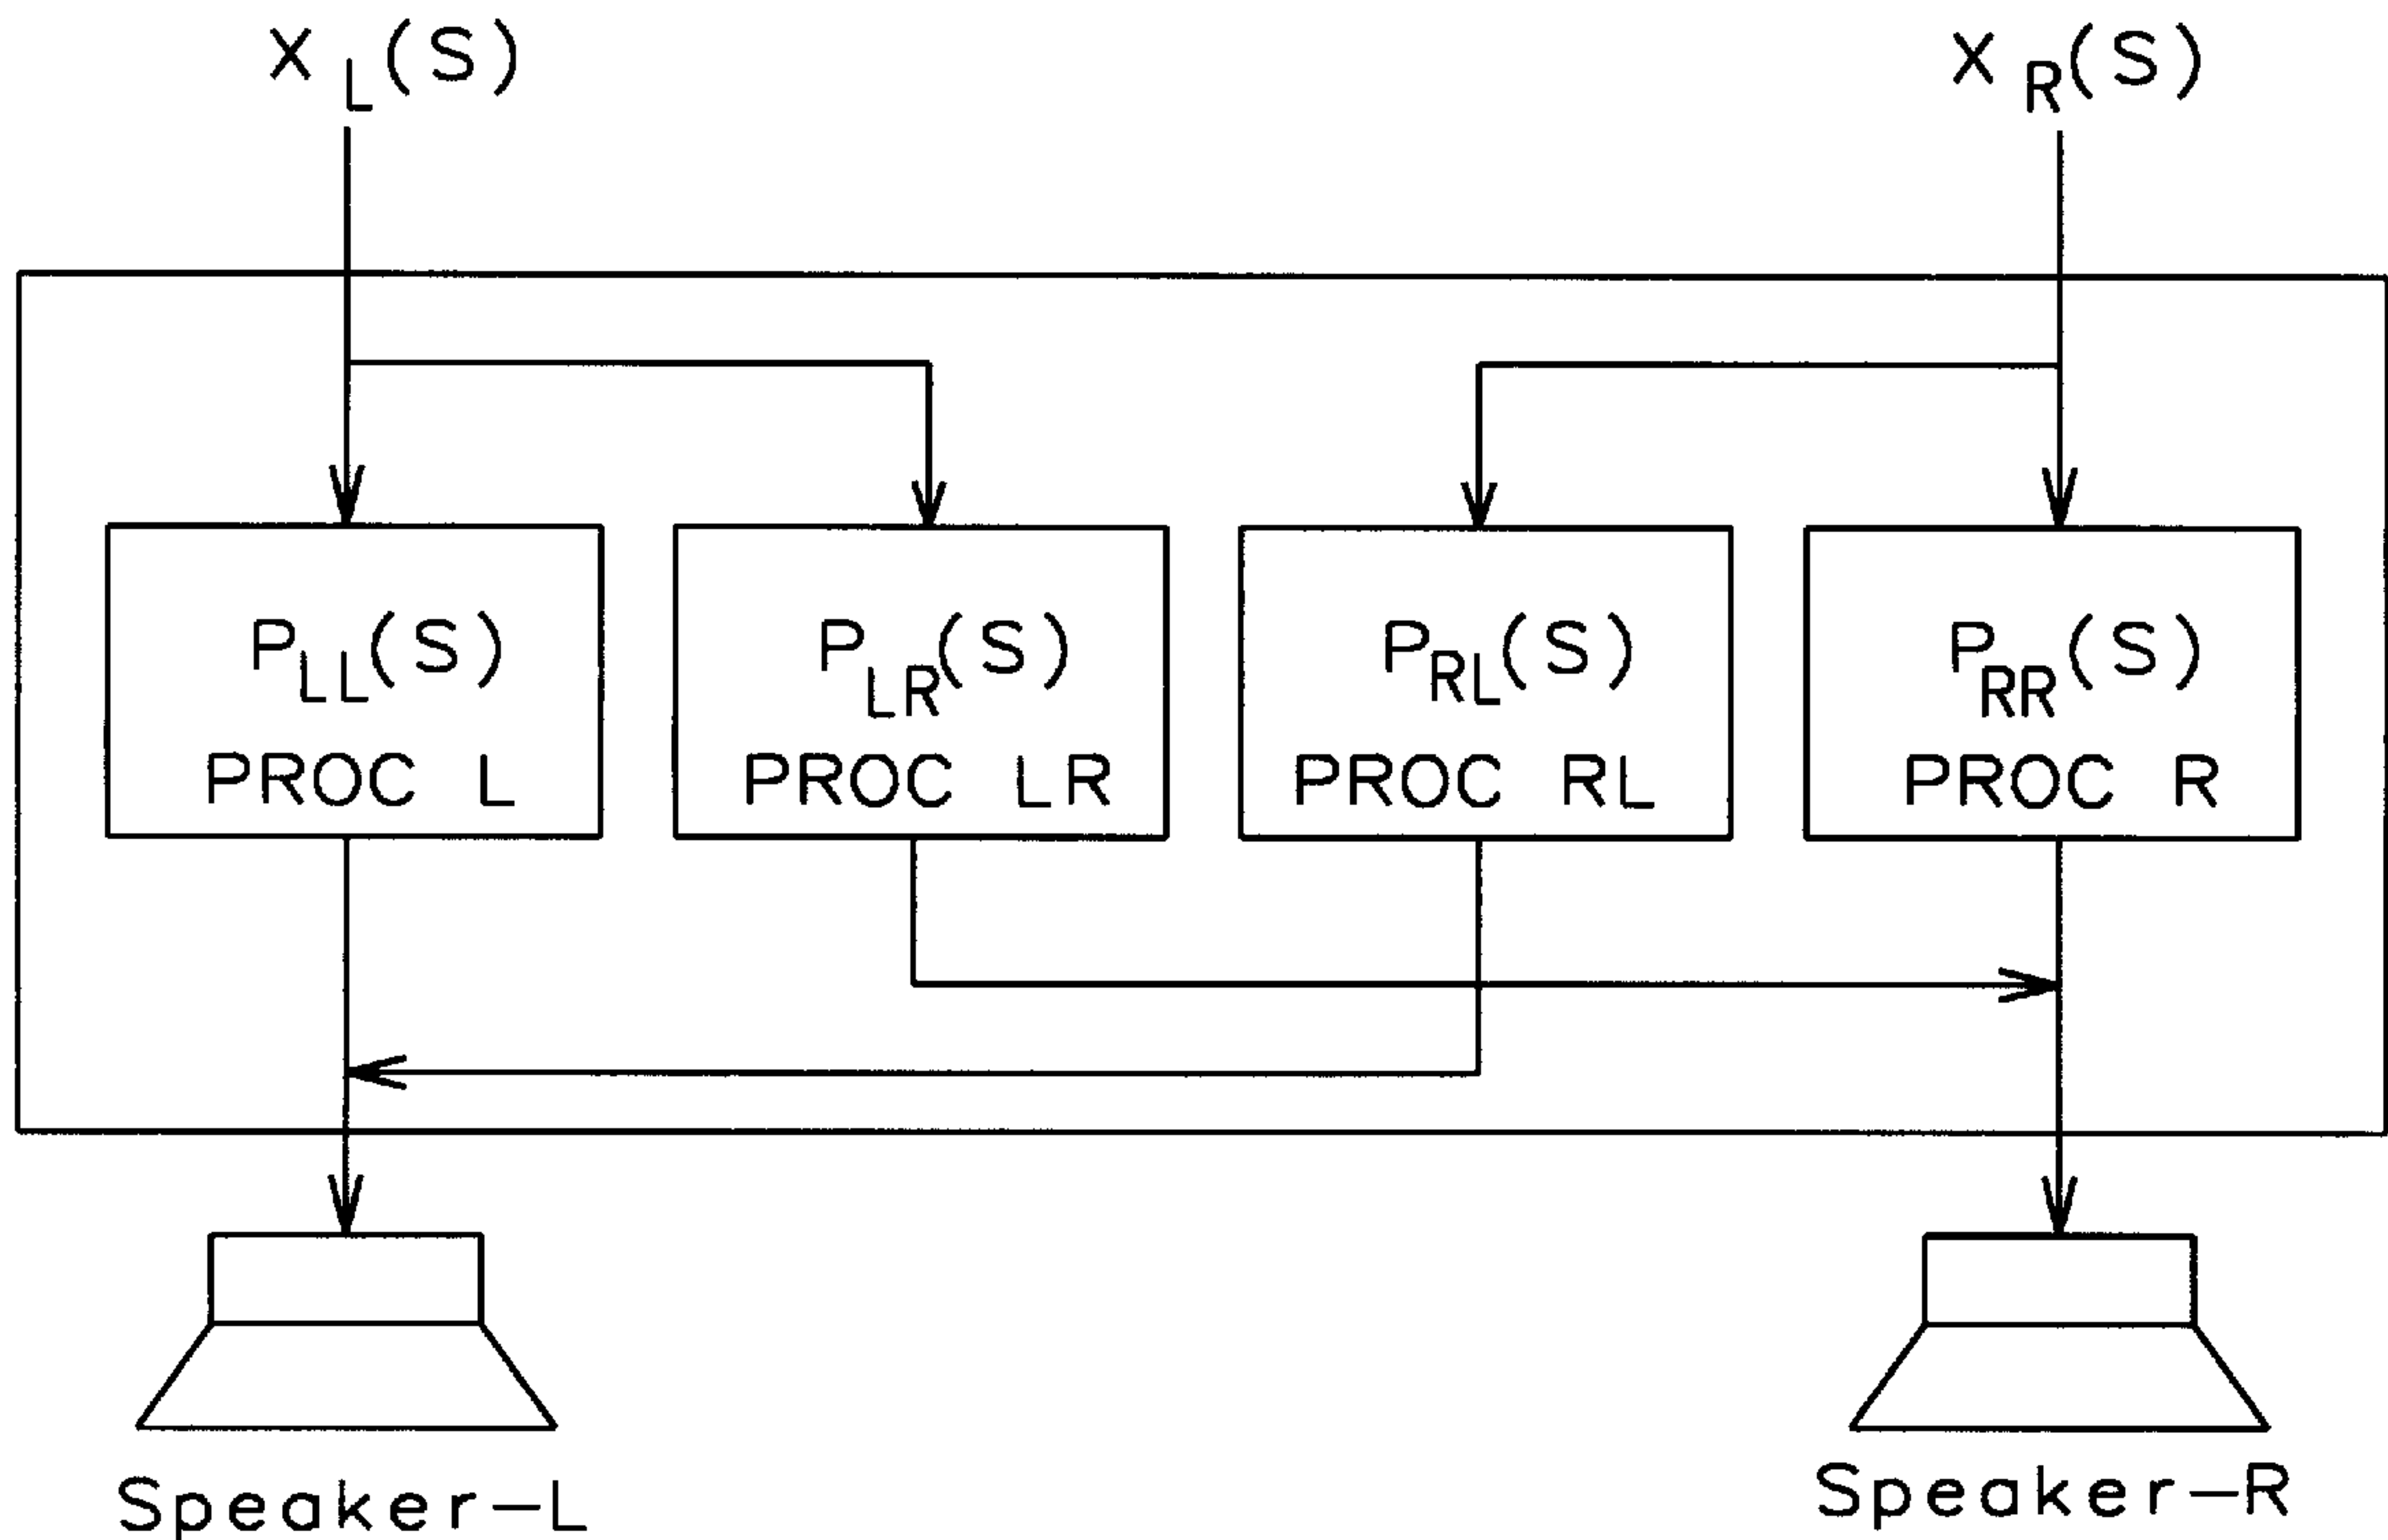 X L(S) X R(S)
PLL(S) PLR(S) PRL(S) PRR(S)
PROC L PROC LR PROC RL PROC R
Speaker-L Speaker-R